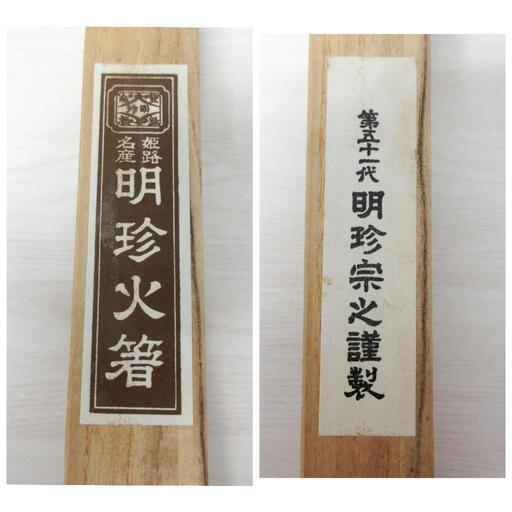 姫路
名産
明珍火箸
第五十一代 明珍宗之謹製